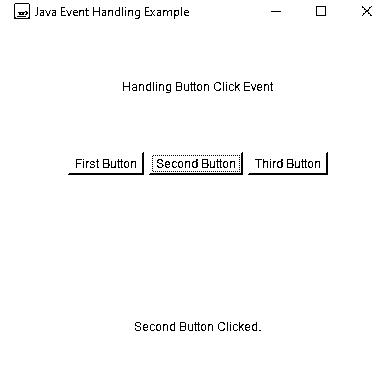 Java Event Handling Example
Handling Button Click Event
First Button Second Button Third Button
Second Button Clicked.